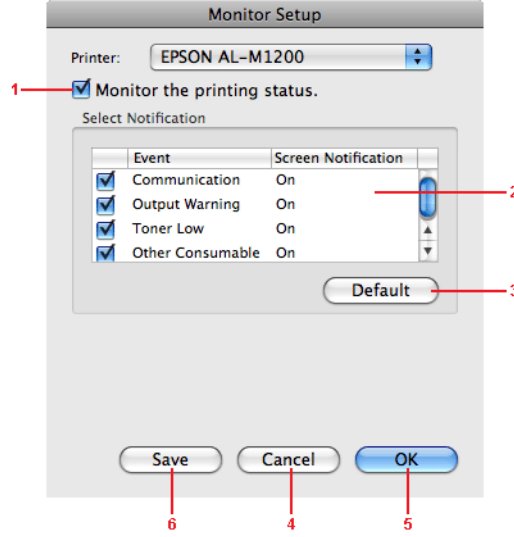 Monitor Setup
Printer: EPSON AL-M1200
1
Monitor the printing status.
Select Notification
Event Screen Notification
Communication On
2
Output Warning On
Toner Low On
Other Consumable On
Default
3
Save Cancel OK
6 4 5